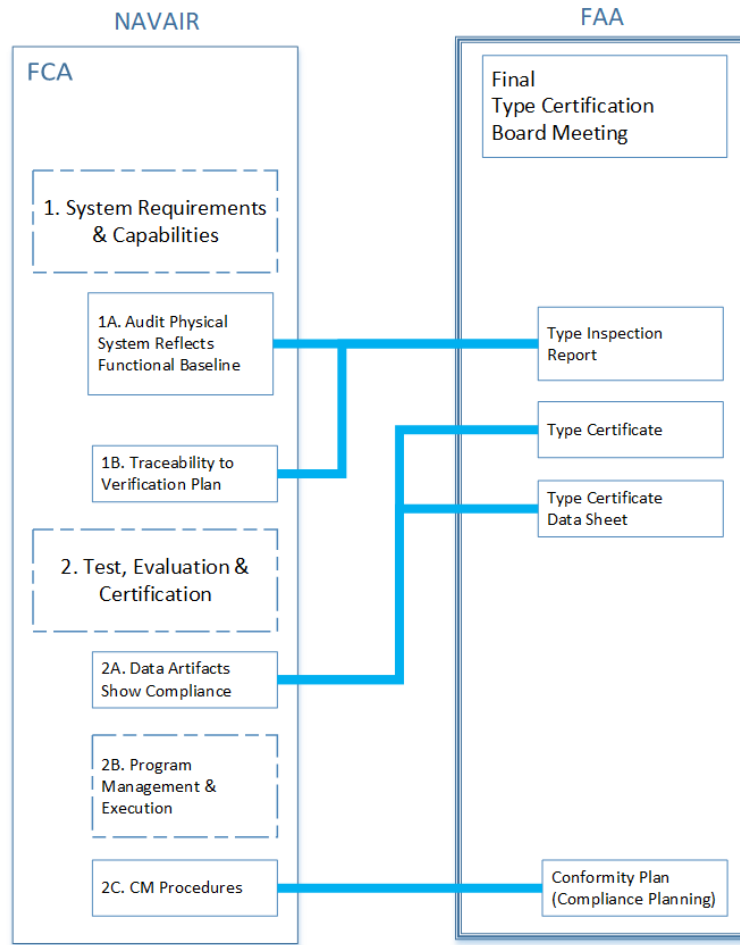 NAVAIR
FCA
1. System Requirements
& Capabilities
1A. Audit Physical
System Reflects
Functional Baseline
1B. Traceability to
Verification Plan
2. Test, Evaluation &
Certification
2A. Data Artifacts
Show Compliance
2B. Program
Management &
Execution
2C. CM Procedures
FAA
Final
Type Certification
Board Meeting
Type Inspection
Report
Type Certificate
Type Certificate
Data Sheet
Conformity Plan
(Compliance Planning)